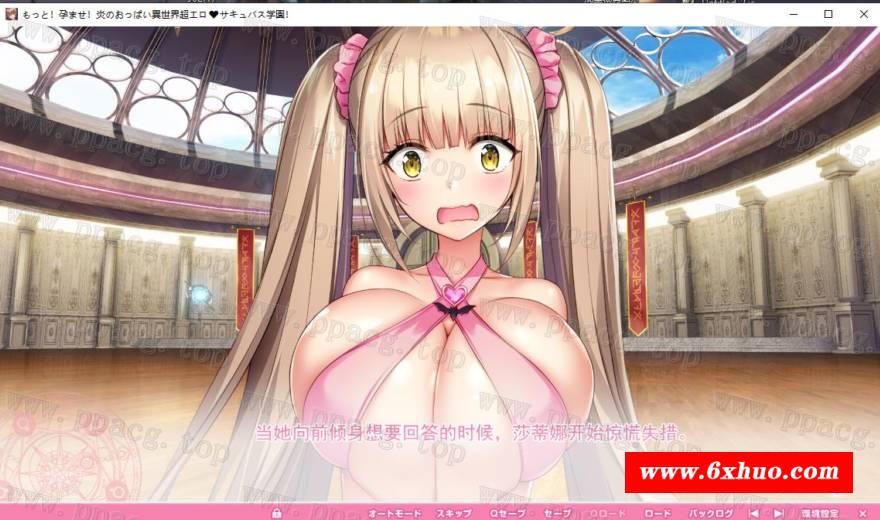 もっと！孕ませ！炎のおっぱい異世界超エロ♥サキュバス学園！
www.ppacg.top
当她向前倾身想要回答的时候，莎蒂娜开始惊慌失措。
www.6xhuo.com
オートモード スキップ Qセーブ セーブ Qロード ロード バックログ 環境設定